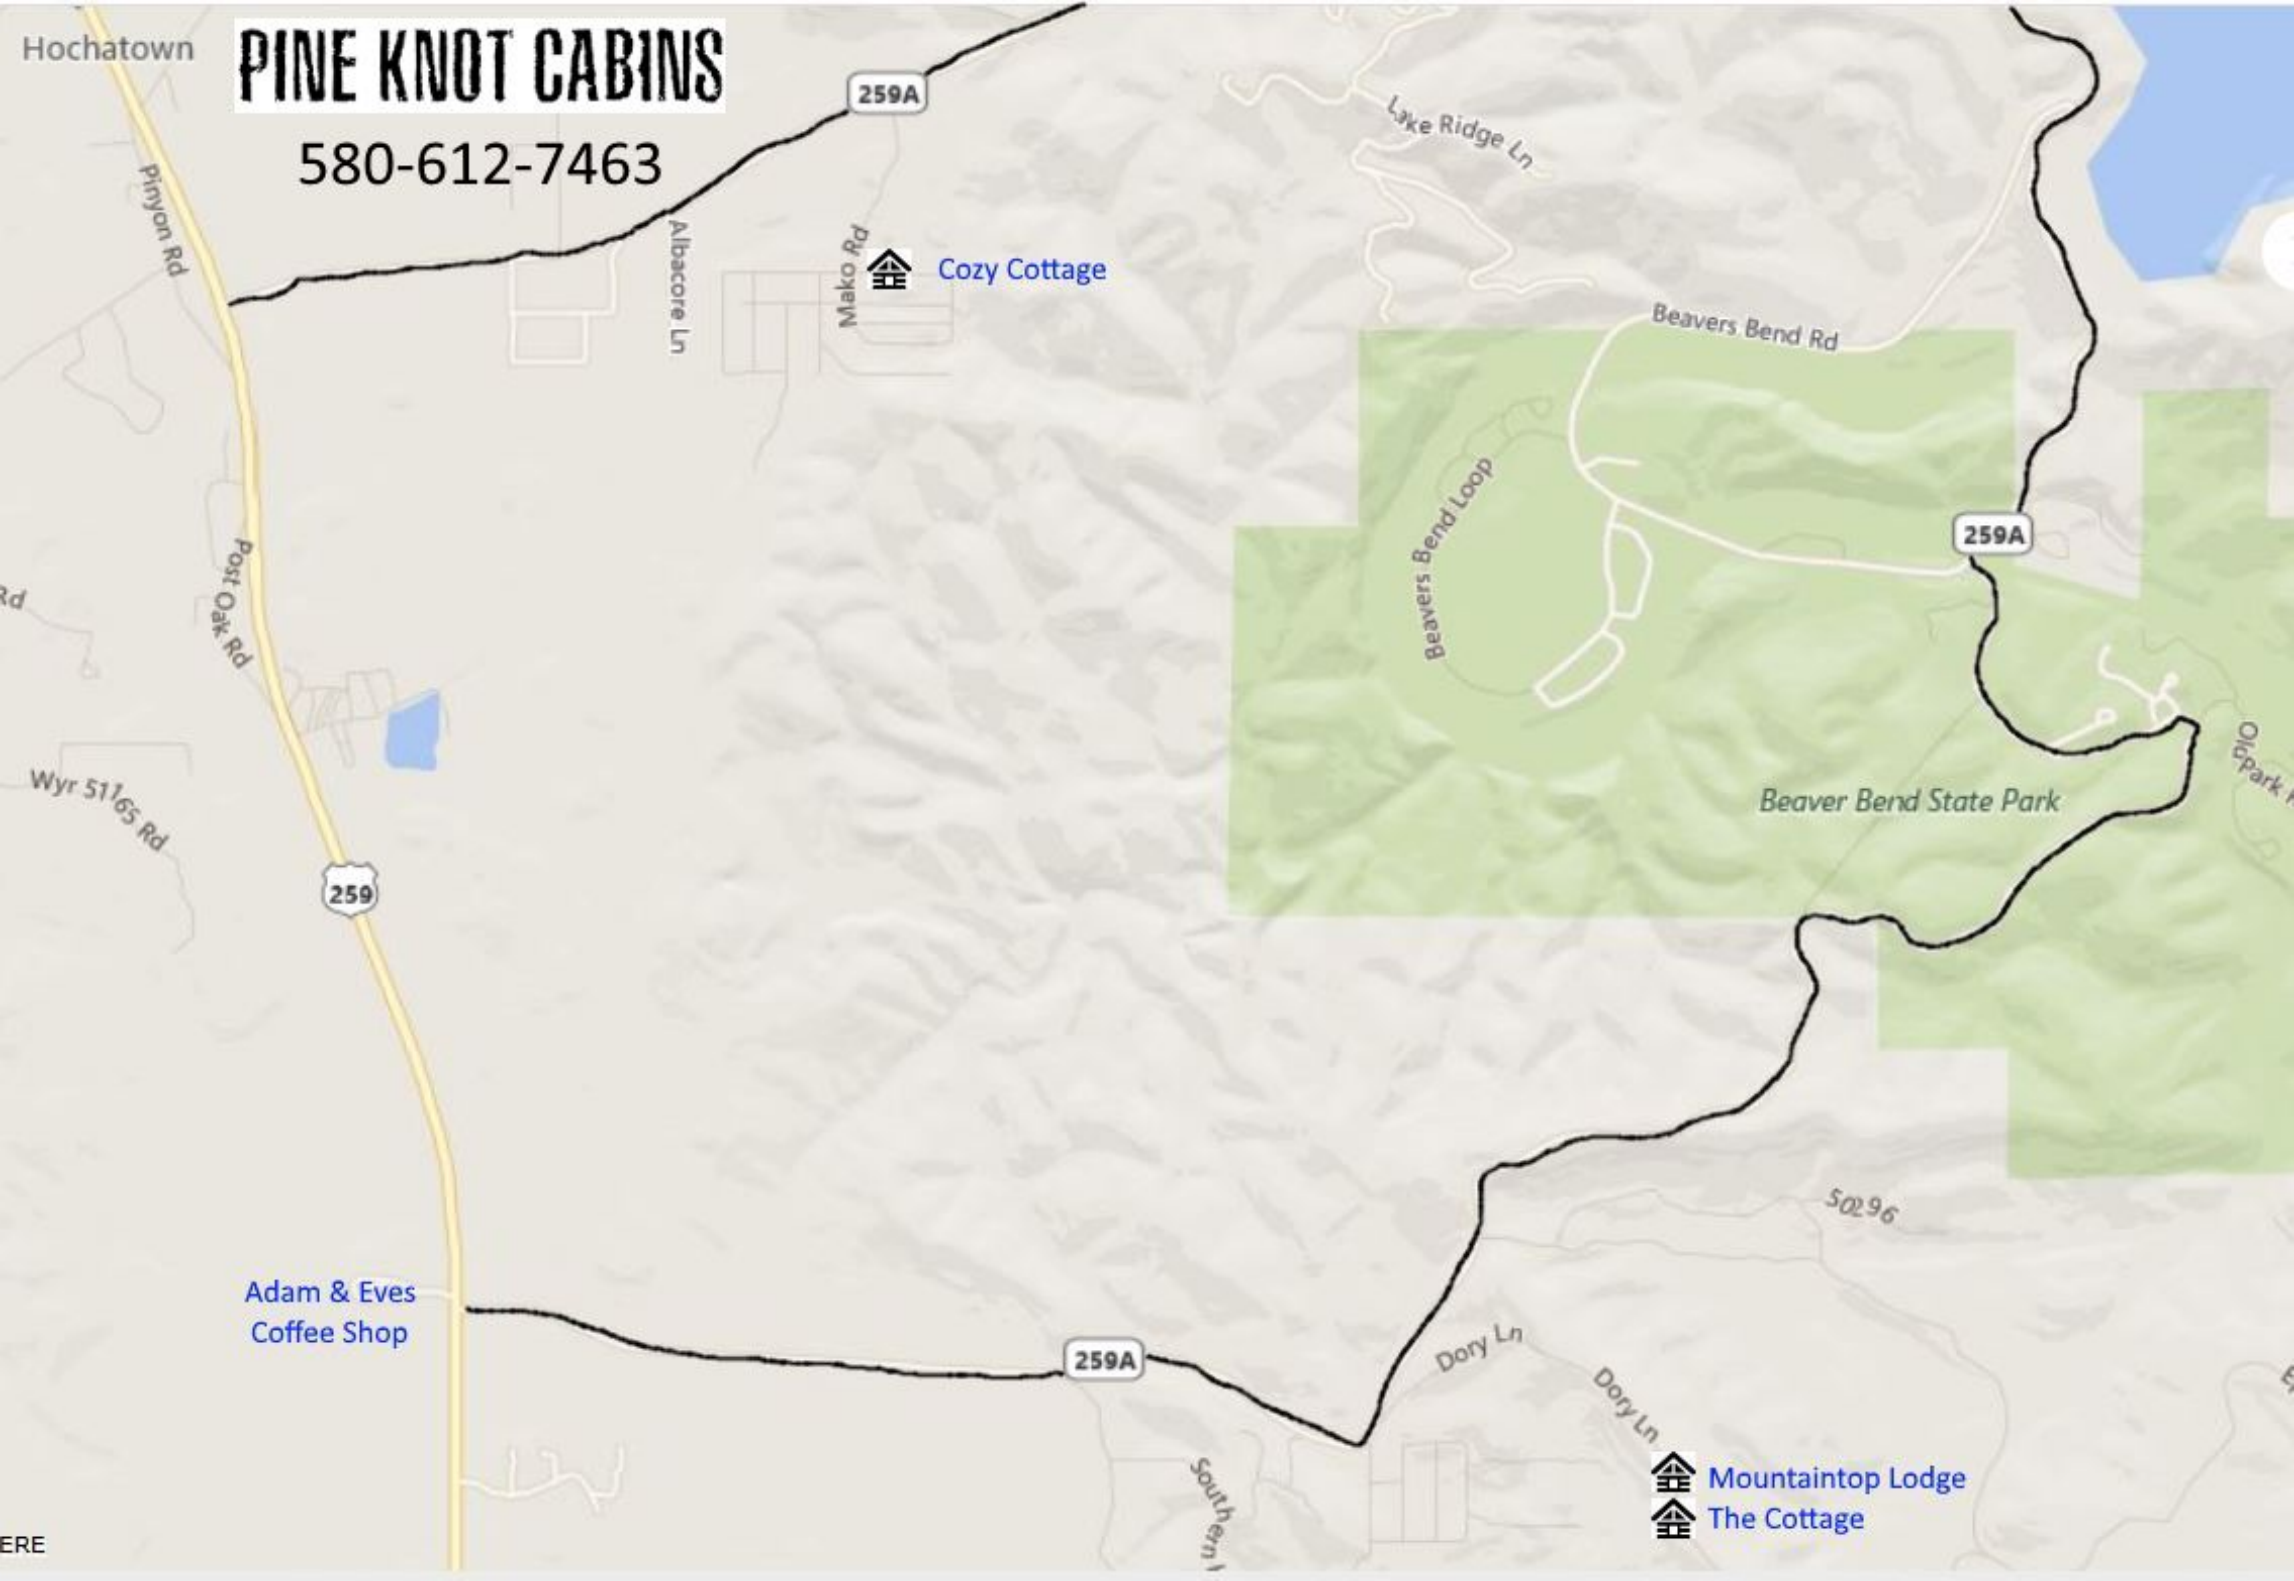 Hochatown
PINE KNOT CABINS
580-612-7463
259A
Lake Ridge Ln
Pinyon Rd
Albacore Ln
Mako Rd
Cozy Cottage
Beavers Bend Rd
Beavers Bend Loop
259A
Post Oak Rd
Rd
Old Park
Wyr 51165 Rd
Beaver Bend State Park
259
50296
Adam & Eves
Coffee Shop
259A
Dory Ln
Dory Ln
Southern
Mountaintop Lodge
The Cottage
ERE